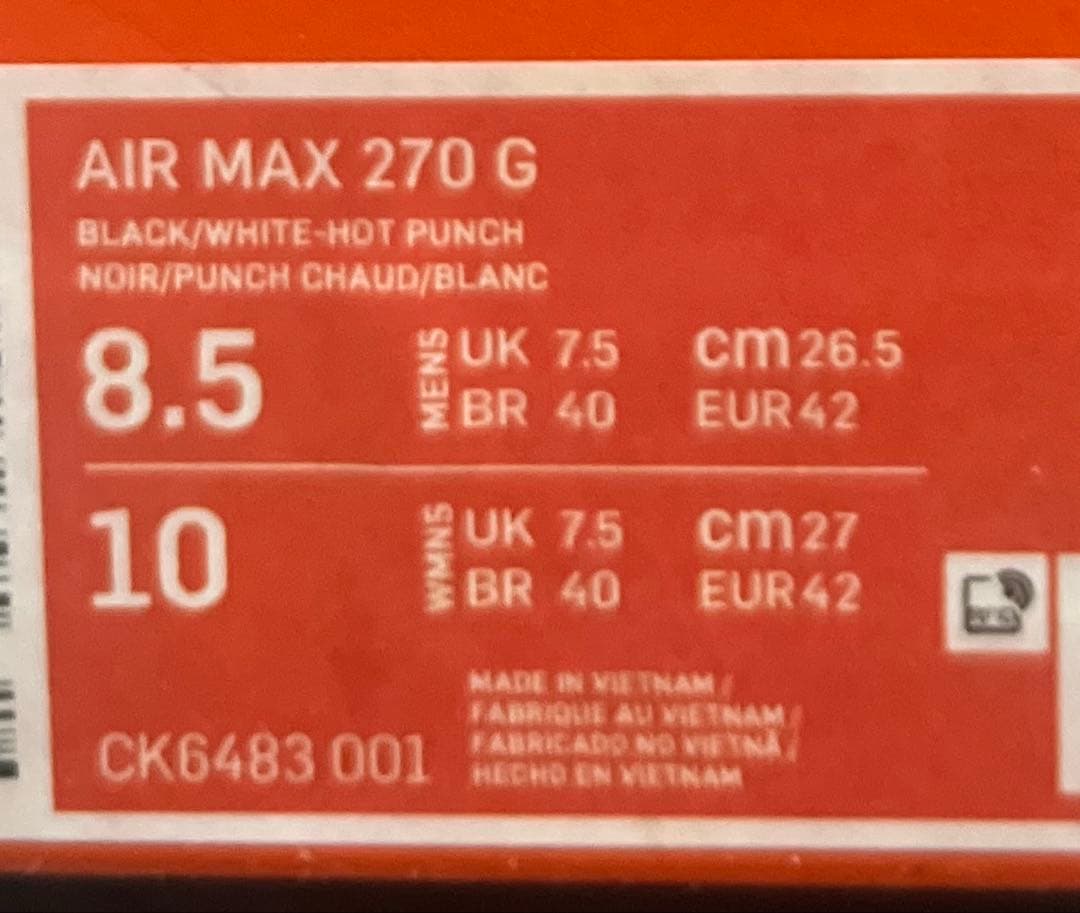 AIR MAX 270 G
BLACK/WHITE-HOT PUNCH
NOIR/PUNCH CHAUD/BLANC
8.5 MENS UK 7.5 cm 26.5
BR 40 EUR 42
10 WMNS UK 7.5 cm 27
BR 40 EUR 42
MADE IN VIETNAM /
FABRIQUE AU VIETNAM /
FABRICADO NO VIETNÃ /
HECHO EN VIETNAM
CK6483 001